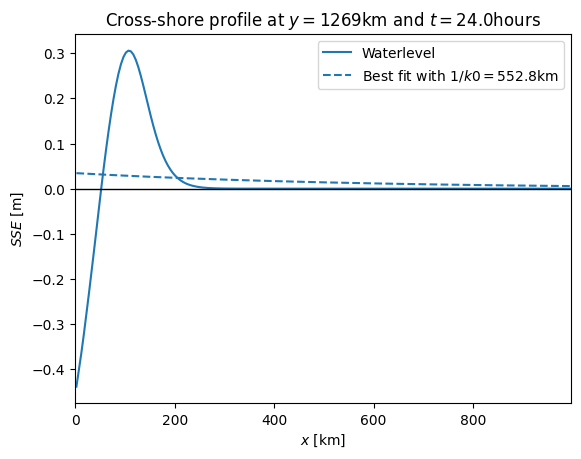 Cross-shore profile at y = 1269km and t = 24.0hours
Waterlevel
Best fit with 1/k0 = 552.8km
0.3
0.2
0.1
0.0
−0.1
−0.2
−0.3
−0.4
SSE [m]
0 200 400 600 800
x [km]